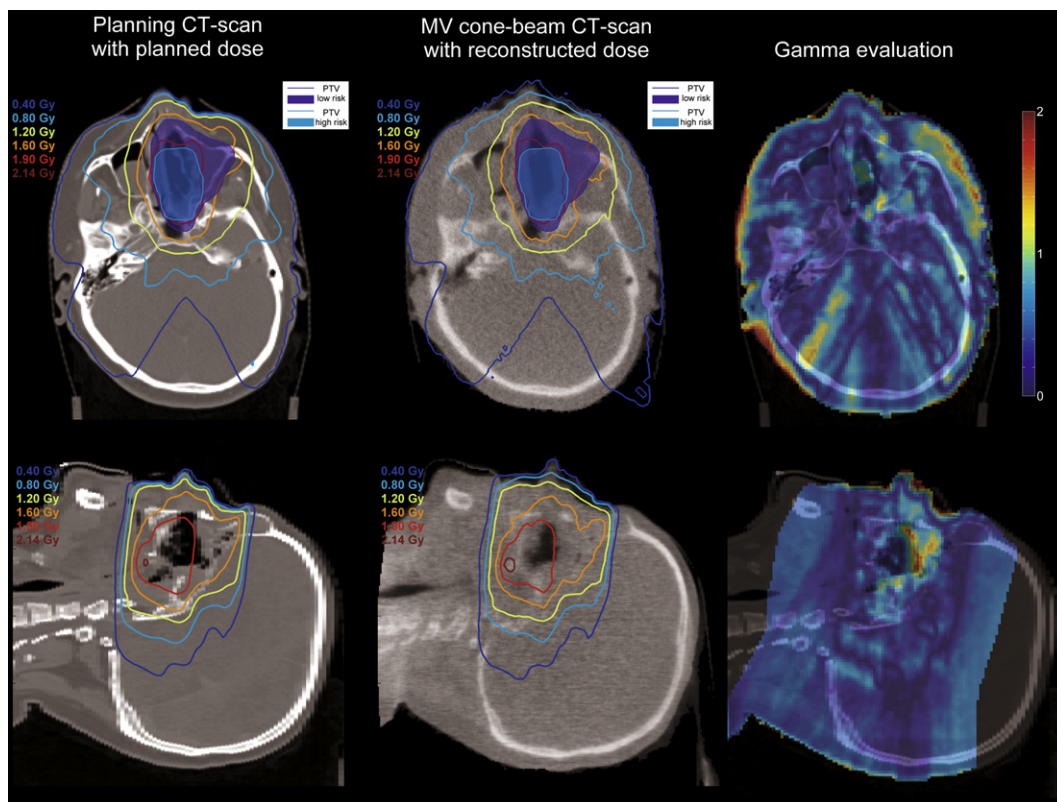 Planning CT-scan
with planned dose
MV cone-beam CT-scan
with reconstructed dose
Gamma evaluation
0.40 Gy
0.80 Gy
1.20 Gy
1.60 Gy
1.90 Gy
2.14 Gy
PTV
low risk
PTV
high risk
0.40 Gy
0.80 Gy
1.20 Gy
1.60 Gy
1.90 Gy
2.14 Gy
PTV
low risk
PTV
high risk
2
1
0
0.40 Gy
0.80 Gy
1.20 Gy
1.60 Gy
1.90 Gy
2.14 Gy
0.40 Gy
0.80 Gy
1.20 Gy
1.60 Gy
1.90 Gy
2.14 Gy